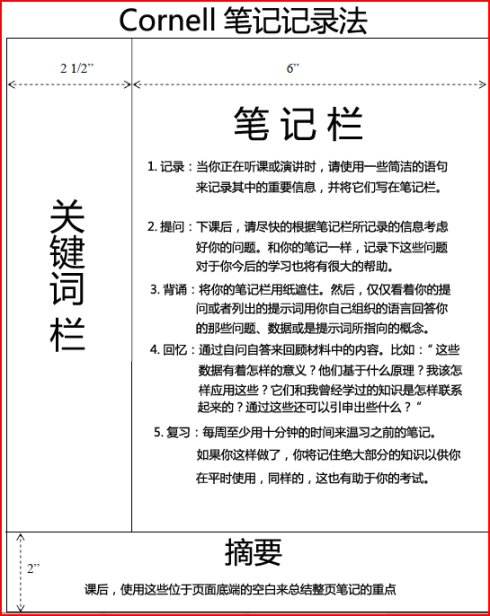 Cornell 笔记记录法
2 1/2”
6”
笔记栏
1. 记录：当你正在听课或演讲时，请使用一些简洁的语句
来记录其中的重要信息，并将它们写在笔记栏。
2. 提问：下课后，请尽快的根据笔记栏所记录的信息考虑
好你的问题。和你的笔记一样，记录下这些问题
对于你今后的学习也将有很大的帮助。
3. 背诵：将你的笔记栏用纸遮住。然后，仅仅看着你的提
问或者列出的提示词用你自己组织的语言回答你
的那些问题、数据或是提示词所指向的概念。
4. 回忆：通过自问自答来回顾材料中的内容。比如：“ 这些
数据有着怎样的意义？他们基于什么原理？我该怎
样应用这些？它们和我曾经学过的知识是怎样联系
起来的？通过这些还可以引申出些什么？“
5. 复习：每周至少用十分钟的时间来温习之前的笔记。
如果你这样做了，你将记住绝大部分的知识以供你
在平时使用，同样的，这也有助于你的考试。
关
键
词
栏
2”
摘要
课后，使用这些位于页面底端的空白来总结整页笔记的重点